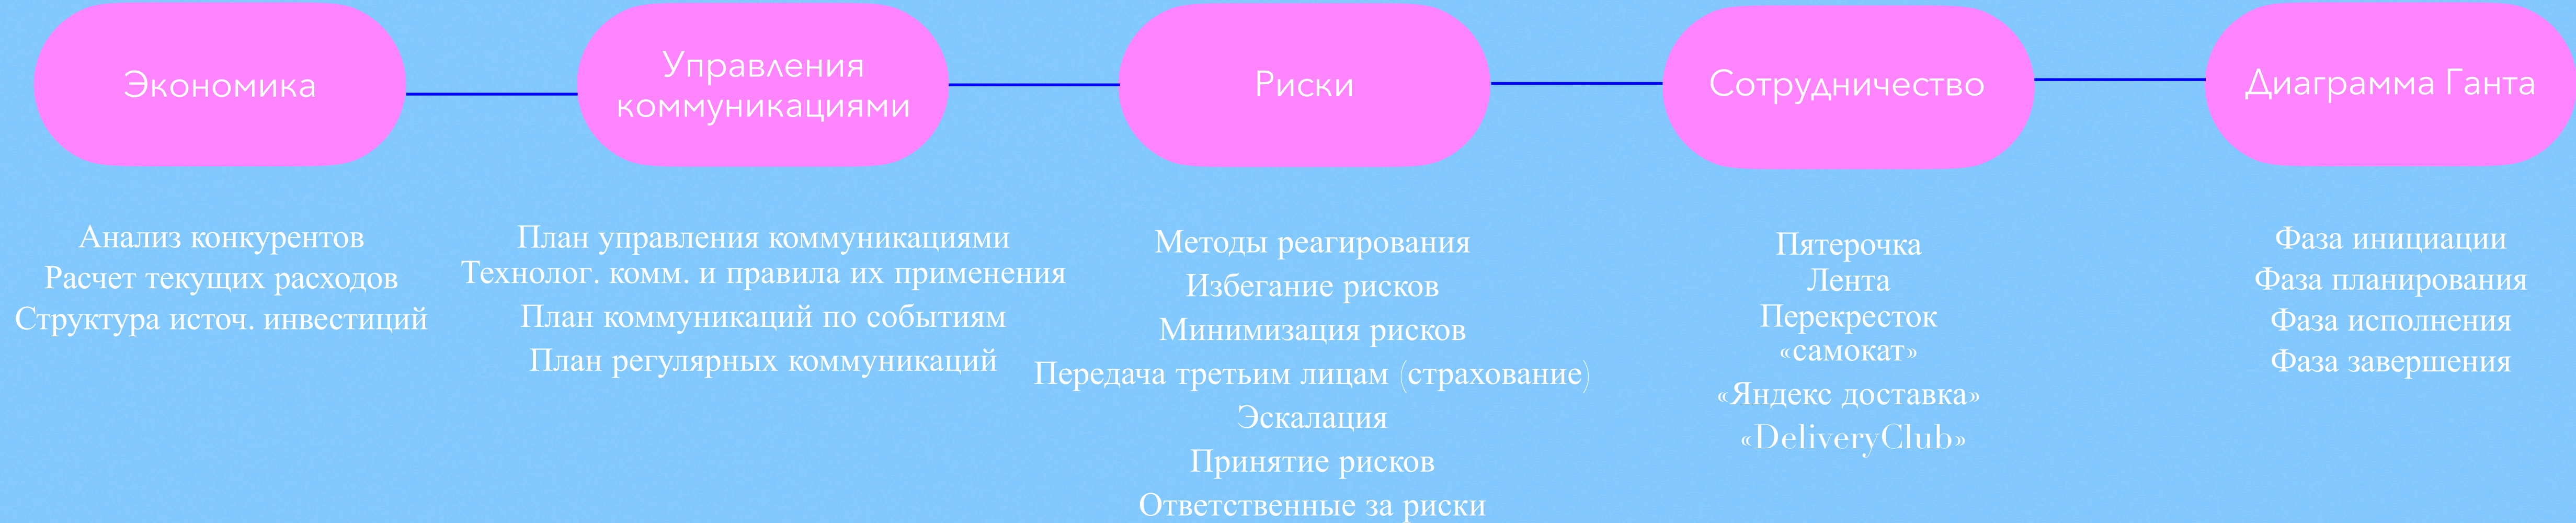 Экономика
Управления
коммуникациями
Риски
Сотрудничество
Диаграмма Ганта
Анализ конкурентов
Расчет текущих расходов
Структура источ. инвестиций
План управления коммуникациями
Технолог. комм. и правила их применения
План коммуникаций по событиям
План регулярных коммуникаций
Методы реагирования
Избегание рисков
Минимизация рисков
Передача третьим лицам (страхование)
Эскалация
Принятие рисков
Ответственные за риски
Пятерочка
Лента
Перекресток
«самокат»
«Яндекс доставка»
«DeliveryClub»
Фаза инициации
Фаза планирования
Фаза исполнения
Фаза завершения